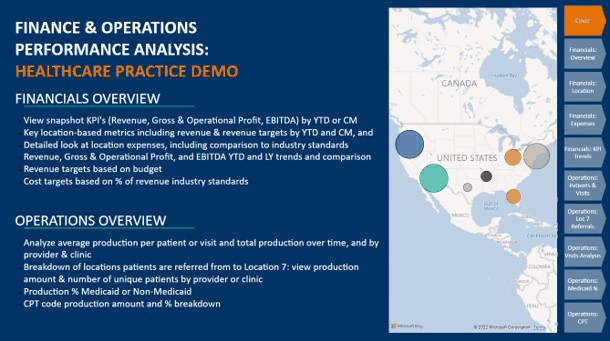 FINANCE & OPERATIONS
PERFORMANCE ANALYSIS:
HEALTHCARE PRACTICE DEMO
FINANCIALS OVERVIEW
View snapshot KPI's (Revenue, Gross & Operational Profit, EBITDA) by YTD or CM
Key location-based metrics including revenue & revenue targets by YTD and CM, and
Detailed look at location expenses, including comparison to industry standards
Revenue, Gross & Operational Profit, and EBITDA YTD and LY trends and comparison
Revenue targets based on budget
Cost targets based on % of revenue industry standards
OPERATIONS OVERVIEW
Analyze average production per patient or visit and total production over time, and by
provider & clinic
Breakdown of locations patients are referred from to Location 7: view production
amount & number of unique patients by provider or clinic
Production % Medicaid or Non-Medicaid
CPT code production amount and % breakdown
CANADA
Hudson Bay
UNITED STATES
MEXICO
Gulf of
CUBA
VENEZUELA
COLOMBIA
PERU
Microsoft Bing
© 2022 Microsoft Corporation Terms
Cover
Financials:
Overview
Financials:
Location
Financials:
Expenses
Financials: KPI
Trends
Operations:
Patients &
Visits
Operations:
Loc 7
Referrals
Operations:
Visits Analysis
Operations:
Medicaid %
Operations:
CPT